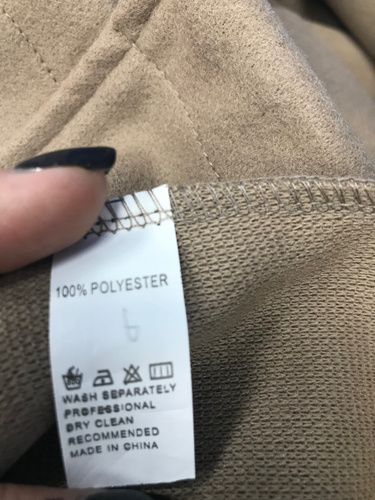 100% POLYESTER
WASH SEPARATELY
PROFESSIONAL
DRY CLEAN
RECOMMENDED
MADE IN CHINA